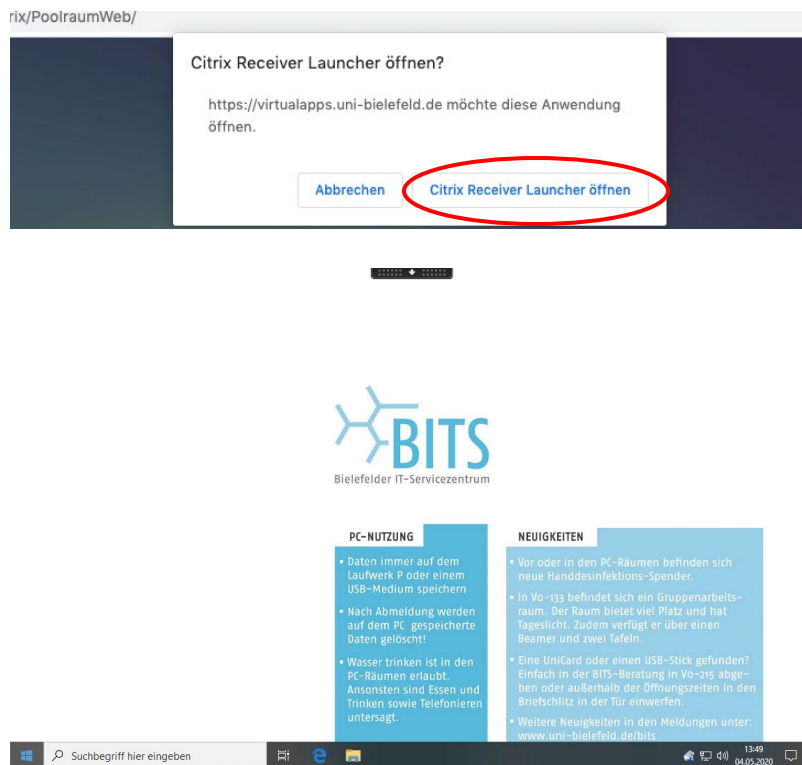 rix/PoolraumWeb/
Citrix Receiver Launcher öffnen?
https://virtualapps.uni-bielefeld.de möchte diese Anwendung
öffnen.
Abbrechen
Citrix Receiver Launcher öffnen
BITS
Bielefelder IT-Servicezentrum
PC-NUTZUNG
▪ Daten immer auf dem
Laufwerk P oder einem
USB-Medium speichern
▪ Nach Abmeldung werden
auf dem PC gespeicherte
Daten gelöscht!
▪ Wasser trinken ist in den
PC-Räumen erlaubt.
Ansonsten sind Essen und
Trinken sowie Telefonieren
untersagt.
NEUIGKEITEN
▪ Vor oder in den PC-Räumen befinden sich
neue Handdesinfektions-Spender.
▪ In V0-133 befindet sich ein Gruppenarbeits-
raum. Der Raum bietet viel Platz und hat
Tageslicht. Zudem verfügt er über einen
Beamer und zwei Tafeln.
▪ Eine UniCard oder einen USB-Stick gefunden?
Einfach in der BITS-Beratung in V0-215 abge-
ben oder außerhalb der Öffnungszeiten in den
Briefschlitz in der Tür einwerfen.
▪ Weitere Neuigkeiten in den Meldungen unter:
www.uni-bielefeld.de/bits
Suchbegriff hier eingeben
13:49
04.05.2020